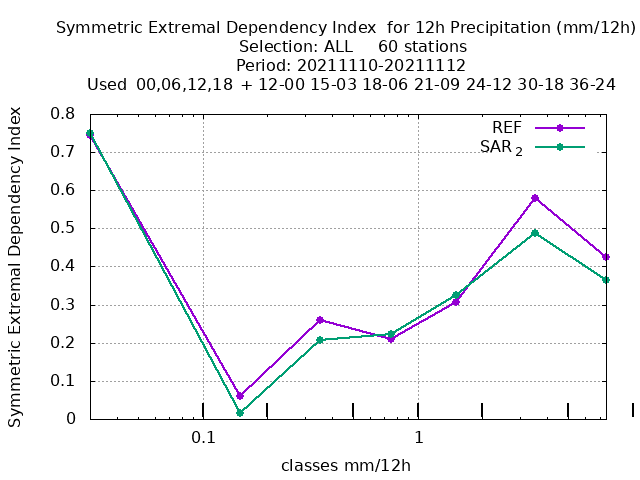 Symmetric Extremal Dependency Index  for 12h Precipitation (mm/12h)
Selection: ALL     60 stations
Period: 20211110-20211112
Used  00,06,12,18  + 12-00 15-03 18-06 21-09 24-12 30-18 36-24
Symmetric Extremal Dependency Index
0.8
0.7
0.6
0.5
0.4
0.3
0.2
0.1
0
REF
SAR 2
0.1
1
classes mm/12h